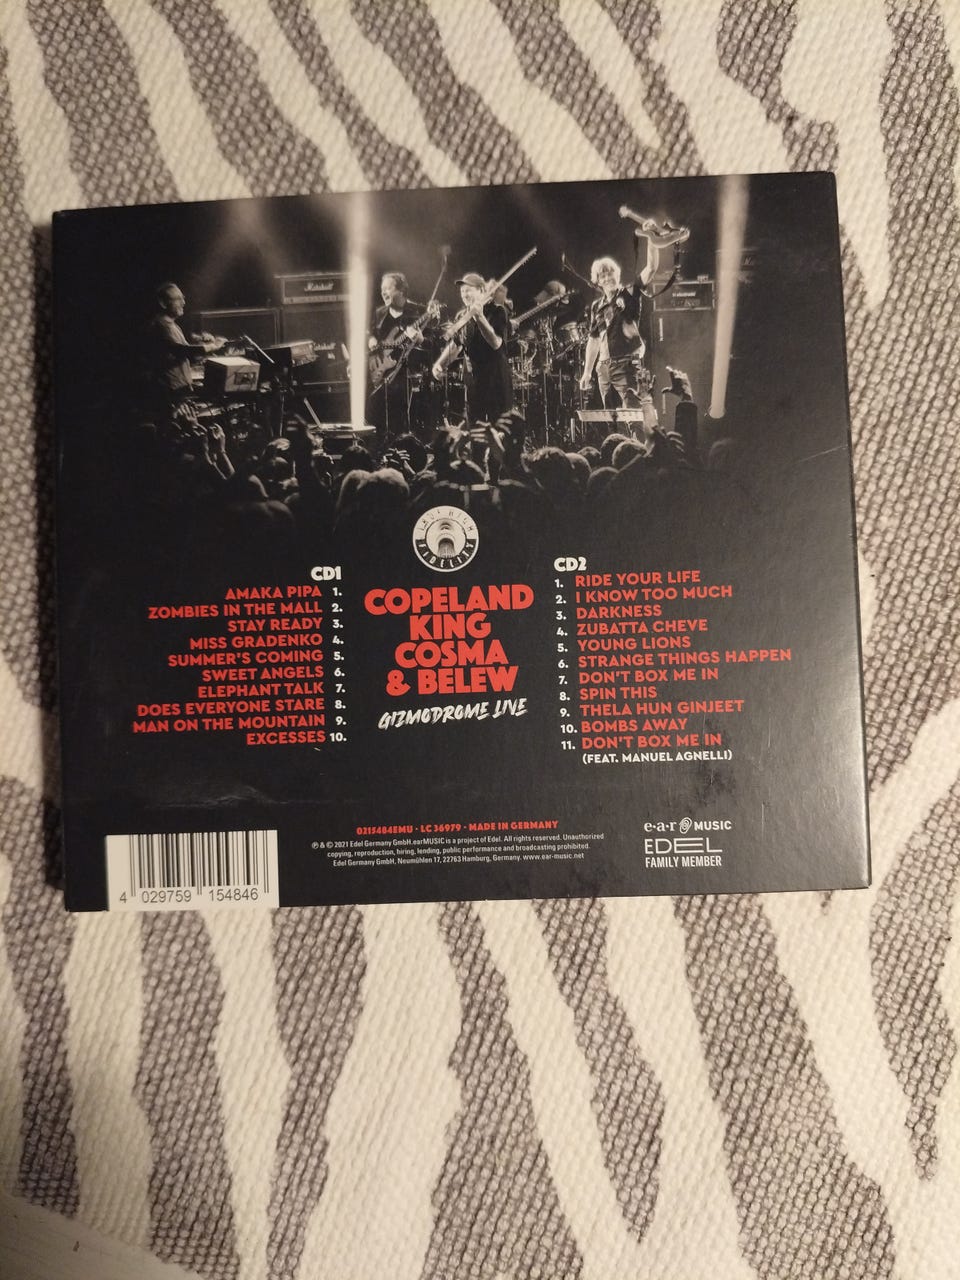 Marshall
LIVE HIGH
FIDELITY
CD1
AMAKA PIPA 1.
ZOMBIES IN THE MALL 2.
STAY READY 3.
MISS GRADENKO 4.
SUMMER'S COMING 5.
SWEET ANGELS 6.
ELEPHANT TALK 7.
DOES EVERYONE STARE 8.
MAN ON THE MOUNTAIN 9.
EXCESSES 10.
COPELAND
KING
COSMA
& BELEW
GIZMODROME LIVE
CD2
1. RIDE YOUR LIFE
2. I KNOW TOO MUCH
3. DARKNESS
4. ZUBATTA CHEVE
5. YOUNG LIONS
6. STRANGE THINGS HAPPEN
7. DON'T BOX ME IN
8. SPIN THIS
9. THELA HUN GINJEET
10. BOMBS AWAY
11. DON'T BOX ME IN
(FEAT. MANUEL AGNELLI)
0215484EMU · LC 36979 · MADE IN GERMANY
℗ & © 2021 Edel Germany GmbH.earMUSIC is a project of Edel. All rights reserved. Unauthorized
copying, reproduction, hiring, lending, public performance and broadcasting prohibited.
Edel Germany GmbH, Neumühlen 17, 22763 Hamburg, Germany. www.ear-music.net
e·a·r MUSIC
EDEL
FAMILY MEMBER
4 029759 154846